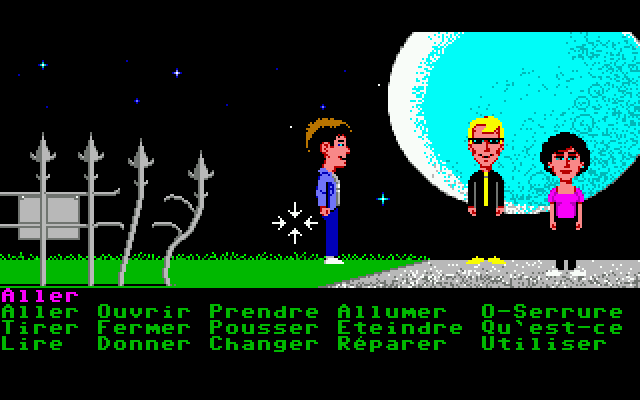 Aller
Aller Ouvrir Prendre Allumer O-Serrure
Tirer Fermer Pousser Eteindre Qu'est-ce
Lire Donner Changer Réparer Utiliser